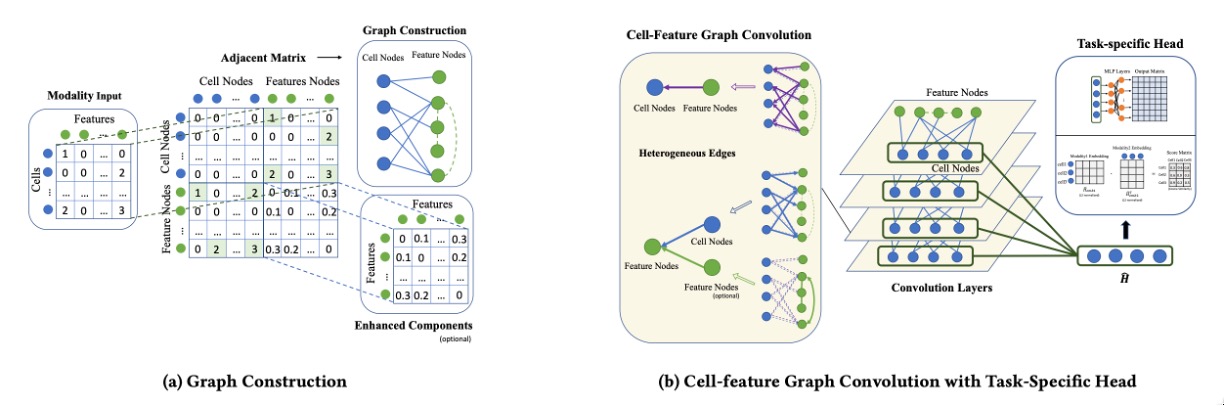 Graph Construction
Cell Nodes Feature Nodes
Adjacent Matrix
Cell Nodes Features Nodes
Modality Input
Features
Cells
1 0 ... 0
0 0 ... 2
... ... ... ...
2 0 ... 3
Cell Nodes
Feature Nodes
0 0 ... 0 1 0 ... 0
0 0 ... 0 0 0 ... 2
... ... ... ... ... ... ... ...
0 0 ... 0 2 0 ... 3
1 0 ... 2 0 0.1 ... 0.3
0 0 ... 0 0.1 0 ... 0.2
... ... ... ... ... ... ... ...
0 2 ... 3 0.3 0.2 ... 0
Features
Features
0 0.1 ... 0.3
0.1 0 ... 0.2
... ... ... ...
0.3 0.2 ... 0
Enhanced Components
(optional)
(a) Graph Construction
Cell-Feature Graph Convolution
Cell Nodes Feature Nodes
Heterogeneous Edges
Cell Nodes
Feature Nodes
Feature Nodes
(optional)
Feature Nodes
Cell Nodes
Convolution Layers
Task-specific Head
MLP Layers Output Matrix
Modality1 Embedding
Modality2 Embedding
Score Matrix
cell1
cell2
cell3
Ĥ
(b) Cell-feature Graph Convolution with Task-Specific Head